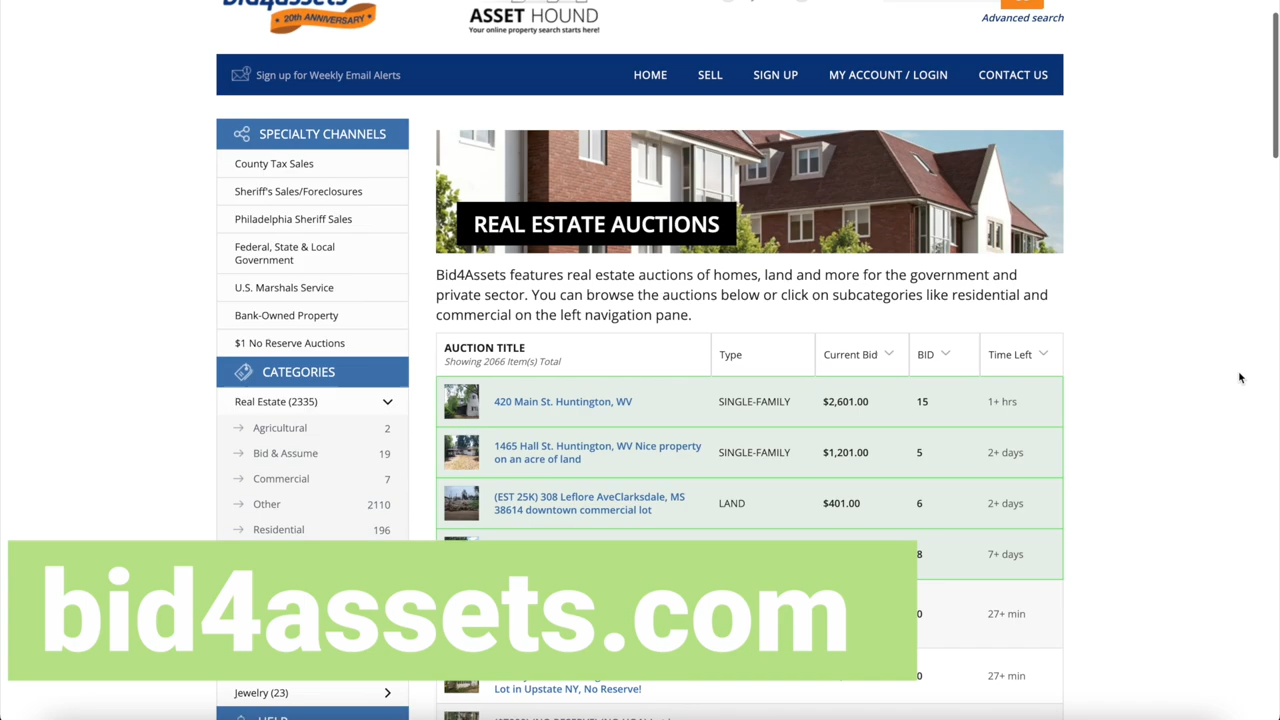 bid4assets
20th ANNIVERSARY
ASSET HOUND
Your online property search starts here!
Advanced search
Sign up for Weekly Email Alerts
HOME SELL SIGN UP MY ACCOUNT / LOGIN CONTACT US
SPECIALTY CHANNELS
County Tax Sales
Sheriff's Sales/Foreclosures
Philadelphia Sheriff Sales
Federal, State & Local
Government
U.S. Marshals Service
Bank-Owned Property
$1 No Reserve Auctions
CATEGORIES
Real Estate (2335)
Agricultural 2
Bid & Assume 19
Commercial 7
Other 2110
Residential 196
Jewelry (23)
REAL ESTATE AUCTIONS
Bid4Assets features real estate auctions of homes, land and more for the government and
private sector. You can browse the auctions below or click on subcategories like residential and
commercial on the left navigation pane.
AUCTION TITLE
Showing 2066 Item(s) Total
Type Current Bid BID Time Left
420 Main St. Huntington, WV SINGLE-FAMILY $2,601.00 15 1+ hrs
1465 Hall St. Huntington, WV Nice property
on an acre of land
SINGLE-FAMILY $1,201.00 5 2+ days
(EST 25K) 308 Leflore AveClarksdale, MS
38614 downtown commercial lot
LAND $401.00 6 2+ days
8 7+ days
0 27+ min
0 27+ min
Lot in Upstate NY, No Reserve!
bid4assets.com